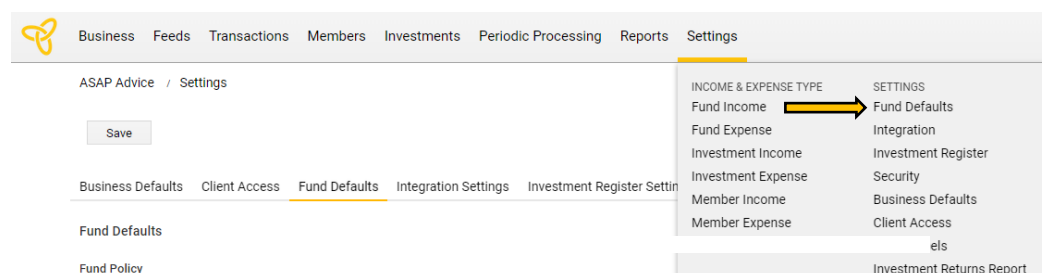 Business Feeds Transactions Members Investments Periodic Processing Reports Settings
ASAP Advice / Settings
Save
Business Defaults Client Access Fund Defaults Integration Settings Investment Register Settin
Fund Defaults
Fund Policy
INCOME & EXPENSE TYPE
Fund Income
Fund Expense
Investment Income
Investment Expense
Member Income
Member Expense
SETTINGS
Fund Defaults
Integration
Investment Register
Security
Business Defaults
Client Access
els
Investment Returns Report